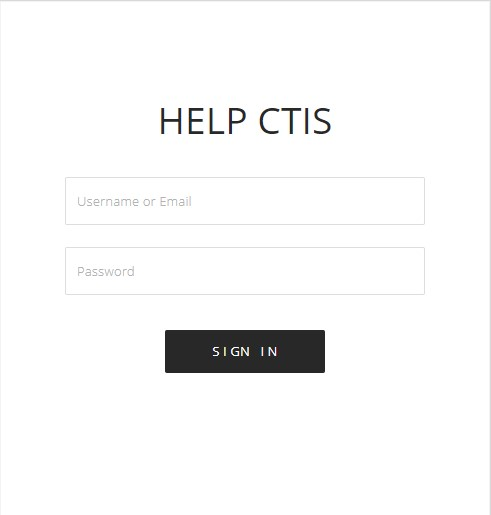 HELP CTIS
Username or Email
Password
SIGN IN